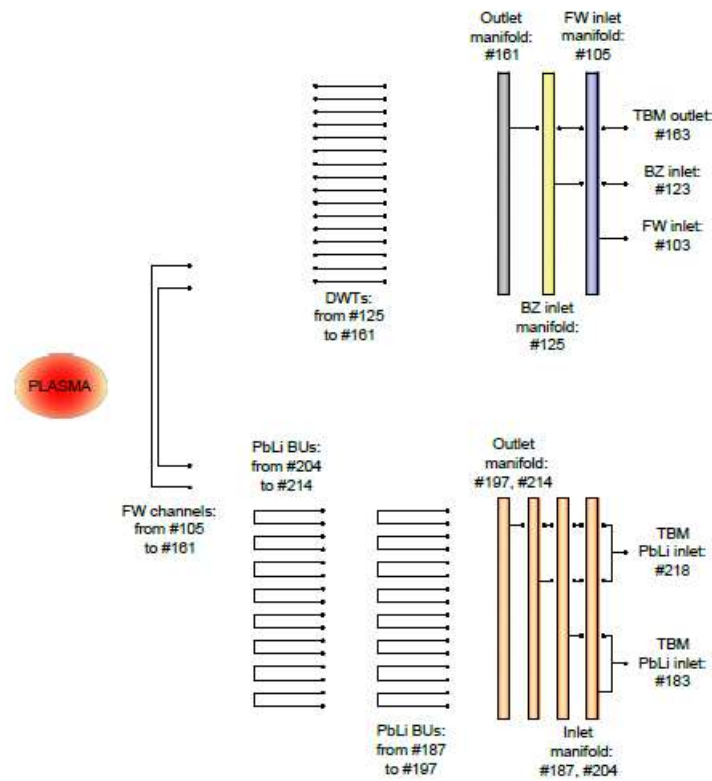 Outlet
manifold:
#161
FW inlet
manifold:
#105
TBM outlet:
#163
BZ inlet:
#123
FW inlet:
#103
DWTs:
from #125
to #161
BZ inlet
manifold:
#125
PLASMA
FW channels:
from #105
to #161
PbLi BUs:
from #204
to #214
Outlet
manifold:
#197, #214
TBM
PbLi inlet:
#218
TBM
PbLi inlet:
#183
PbLi BUs:
from #187
to #197
Inlet
manifold:
#187, #204